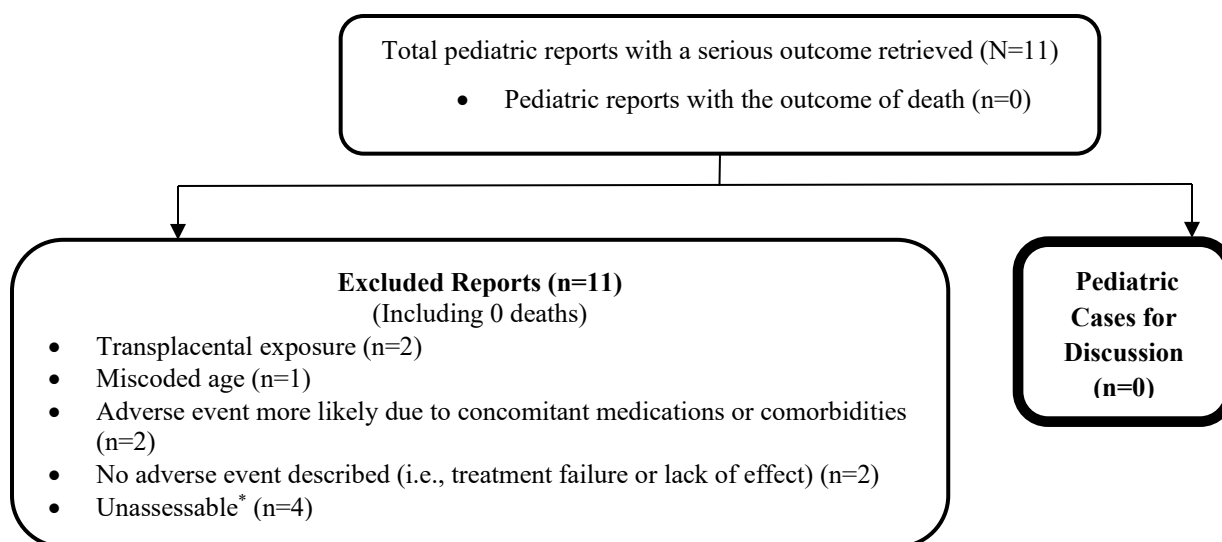 Total pediatric reports with a serious outcome retrieved (N=11)
• Pediatric reports with the outcome of death (n=0)
Excluded Reports (n=11)
(Including 0 deaths)
• Transplacental exposure (n=2)
• Miscoded age (n=1)
• Adverse event more likely due to concomitant medications or comorbidities
(n=2)
• No adverse event described (i.e., treatment failure or lack of effect) (n=2)
• Unassessable* (n=4)
Pediatric
Cases for
Discussion
(n=0)